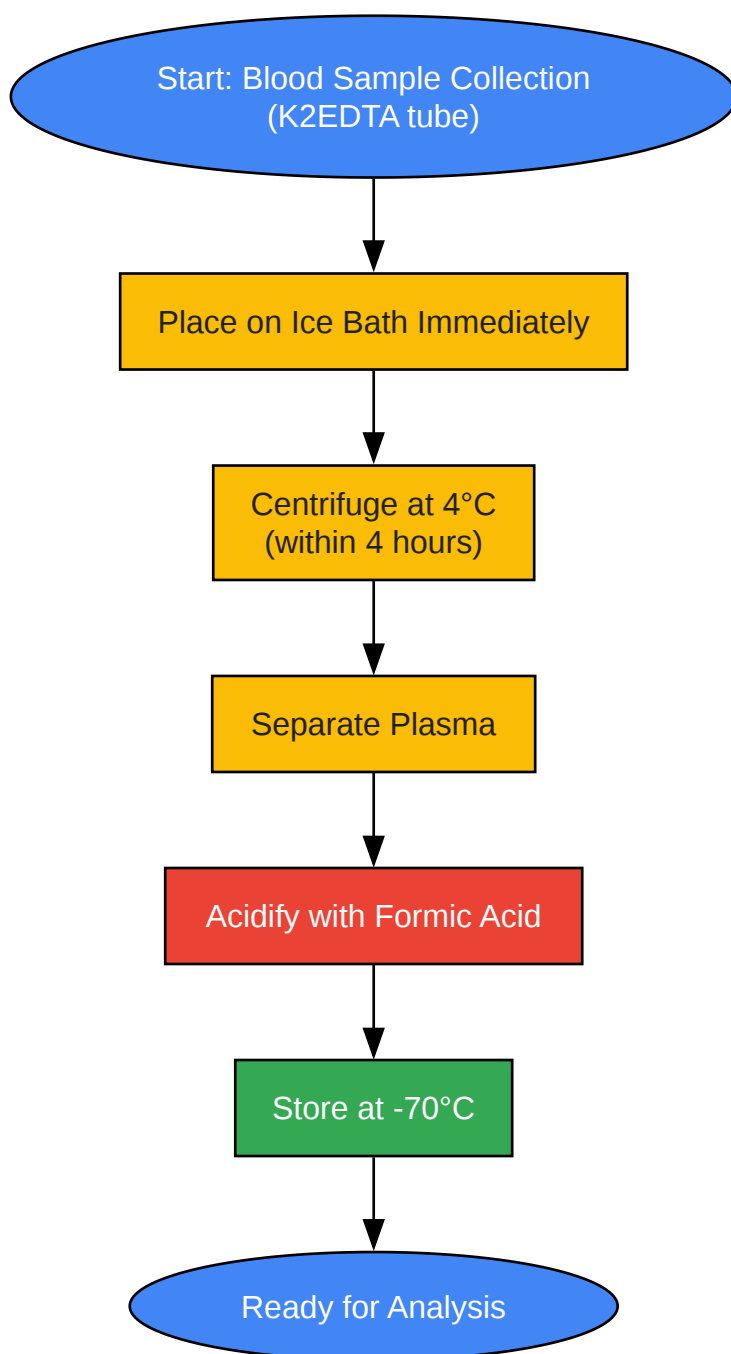 Start: Blood Sample Collection
(K2EDTA tube)
Place on Ice Bath Immediately
Centrifuge at 4°C
(within 4 hours)
Separate Plasma
Acidify with Formic Acid
Store at -70°C
Ready for Analysis